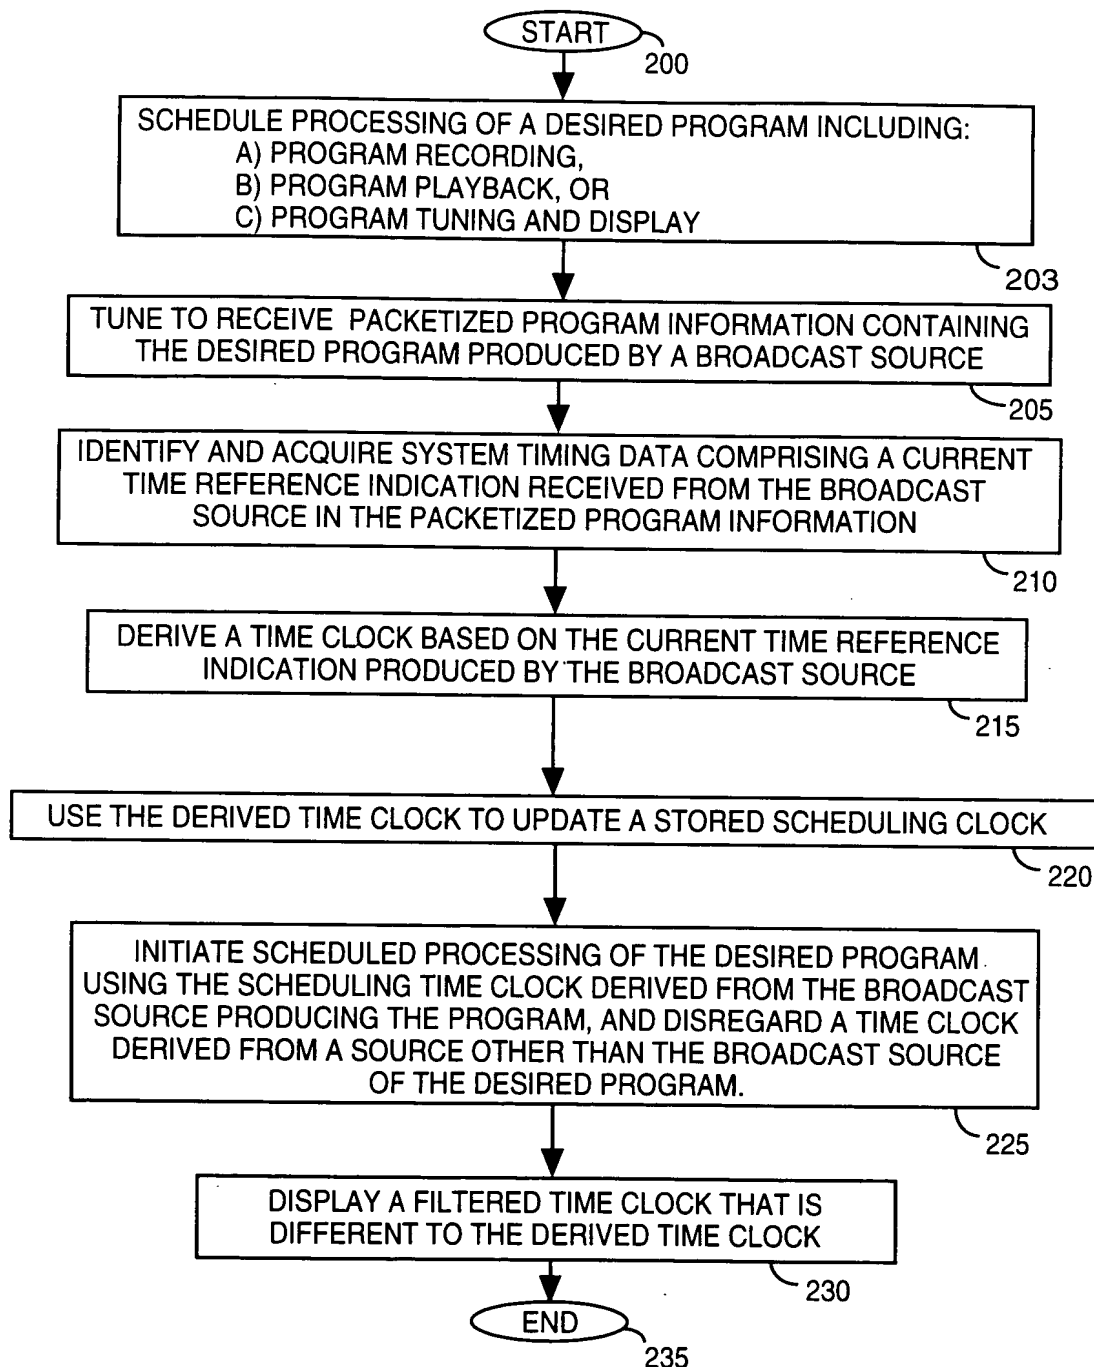 START
200
SCHEDULE PROCESSING OF A DESIRED PROGRAM INCLUDING:
A) PROGRAM RECORDING,
B) PROGRAM PLAYBACK, OR
C) PROGRAM TUNING AND DISPLAY
203
TUNE TO RECEIVE PACKETIZED PROGRAM INFORMATION CONTAINING
THE DESIRED PROGRAM PRODUCED BY A BROADCAST SOURCE
205
IDENTIFY AND ACQUIRE SYSTEM TIMING DATA COMPRISING A CURRENT
TIME REFERENCE INDICATION RECEIVED FROM THE BROADCAST
SOURCE IN THE PACKETIZED PROGRAM INFORMATION
210
DERIVE A TIME CLOCK BASED ON THE CURRENT TIME REFERENCE
INDICATION PRODUCED BY THE BROADCAST SOURCE
215
USE THE DERIVED TIME CLOCK TO UPDATE A STORED SCHEDULING CLOCK
220
INITIATE SCHEDULED PROCESSING OF THE DESIRED PROGRAM
USING THE SCHEDULING TIME CLOCK DERIVED FROM THE BROADCAST
SOURCE PRODUCING THE PROGRAM, AND DISREGARD A TIME CLOCK
DERIVED FROM A SOURCE OTHER THAN THE BROADCAST SOURCE
OF THE DESIRED PROGRAM.
225
DISPLAY A FILTERED TIME CLOCK THAT IS
DIFFERENT TO THE DERIVED TIME CLOCK
230
END
235